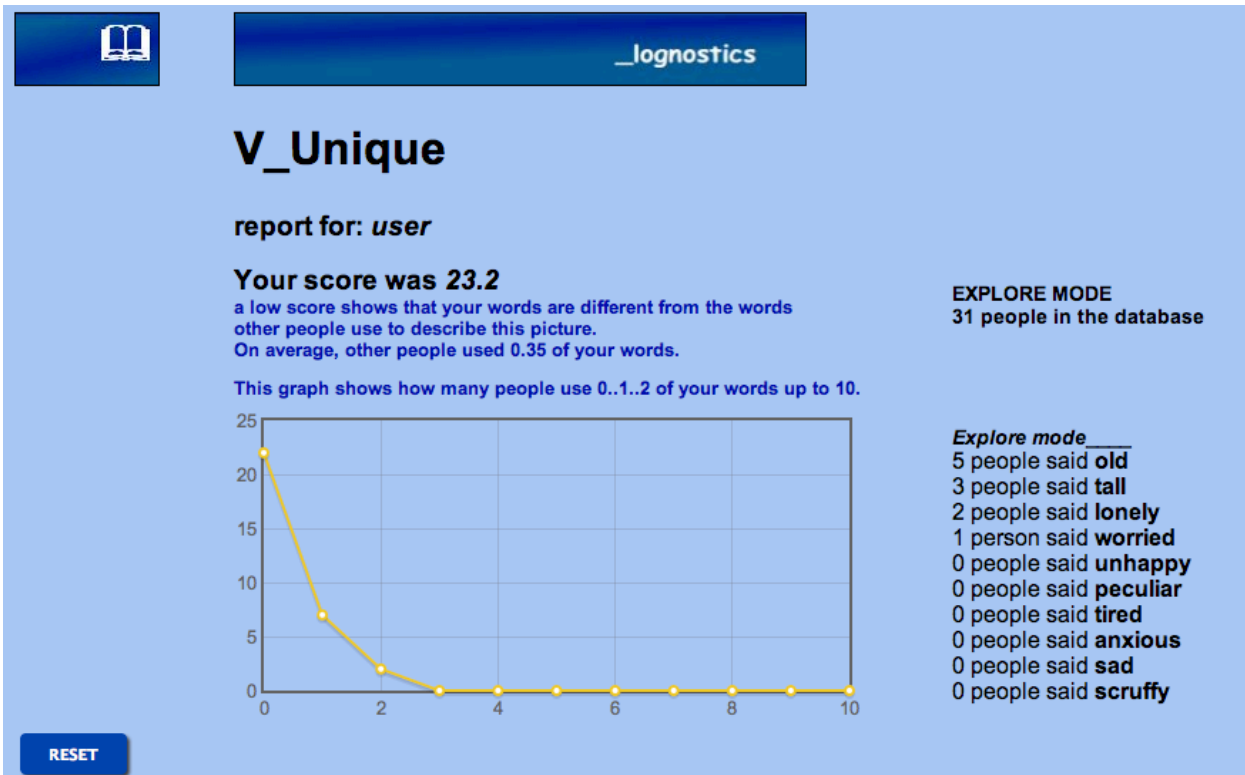 _lognostics
V_Unique
report for: user
Your score was 23.2
a low score shows that your words are different from the words
other people use to describe this picture.
On average, other people used 0.35 of your words.
This graph shows how many people use 0..1..2 of your words up to 10.
25
20
15
10
5
0
0 2 4 6 8 10
EXPLORE MODE
31 people in the database
Explore mode____
5 people said old
3 people said tall
2 people said lonely
1 person said worried
0 people said unhappy
0 people said peculiar
0 people said tired
0 people said anxious
0 people said sad
0 people said scruffy
RESET